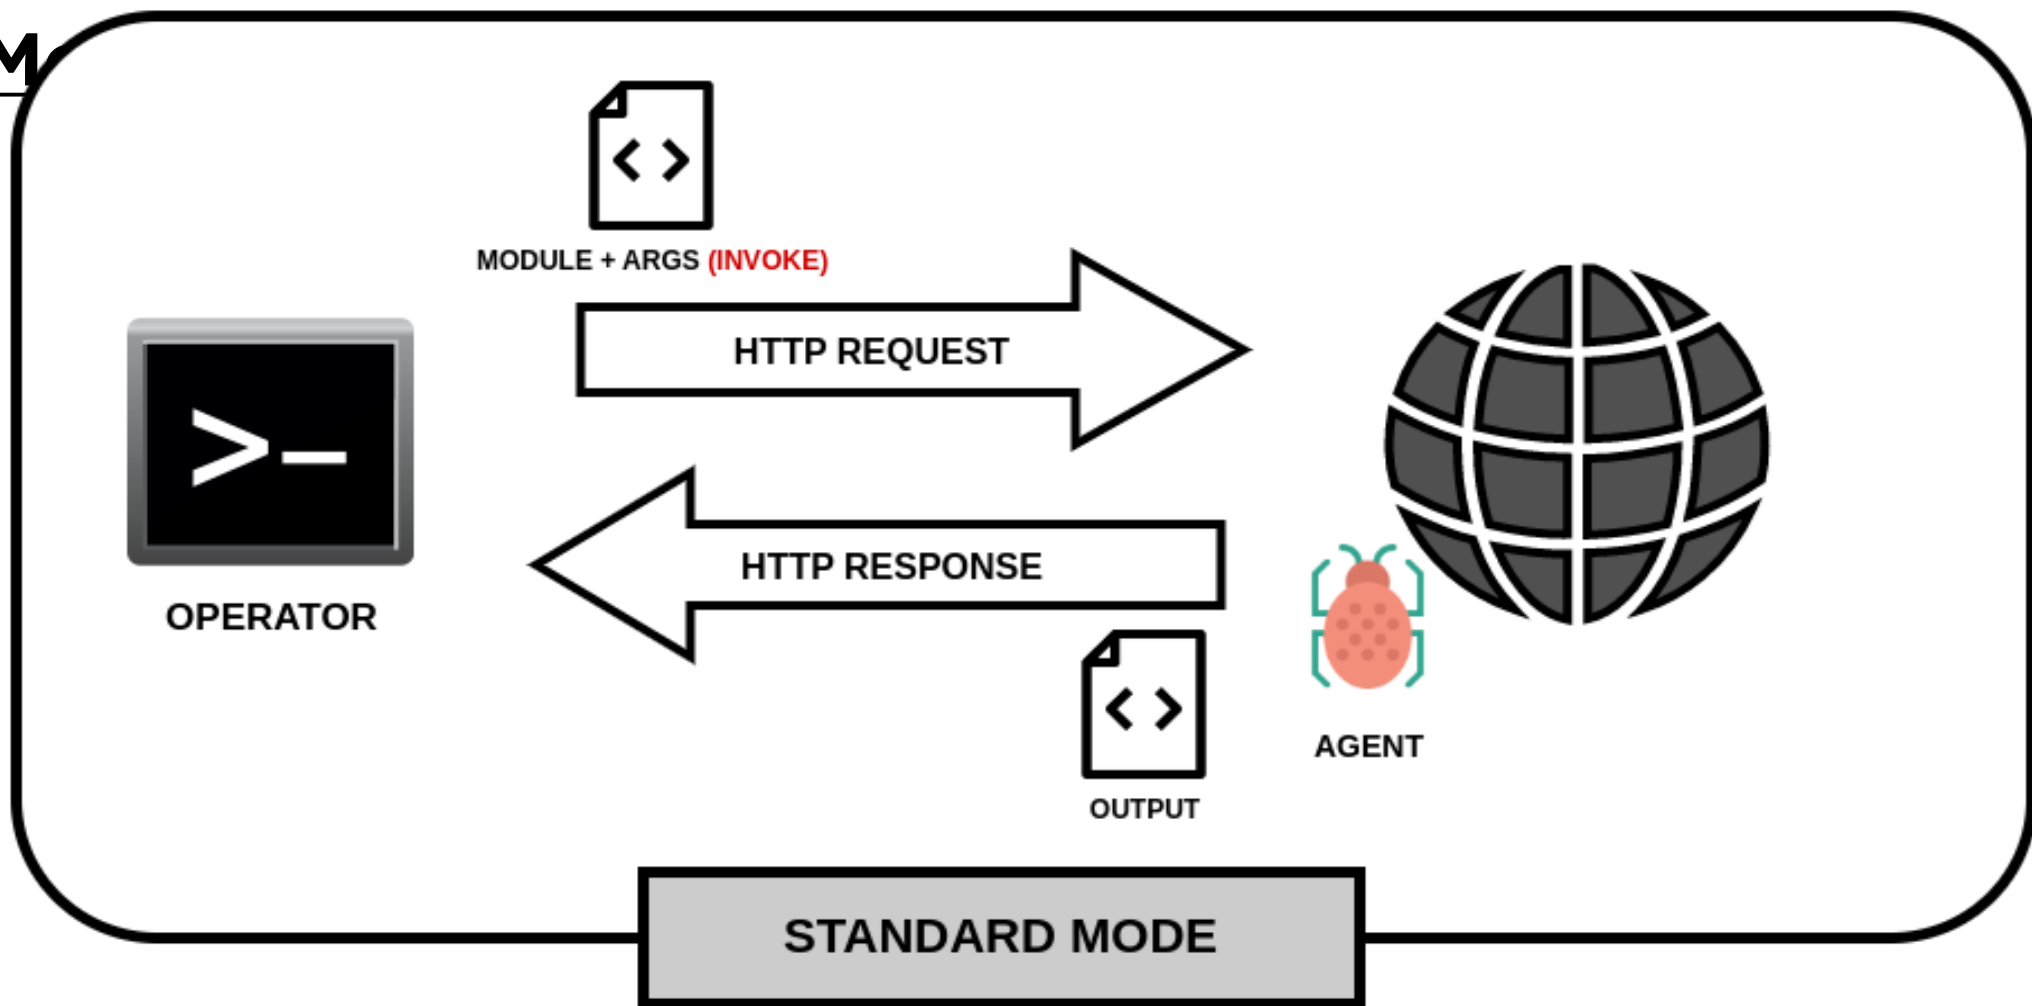 MODULE + ARGS (INVOKE)
HTTP REQUEST
>_
OPERATOR
HTTP RESPONSE
AGENT
OUTPUT
STANDARD MODE